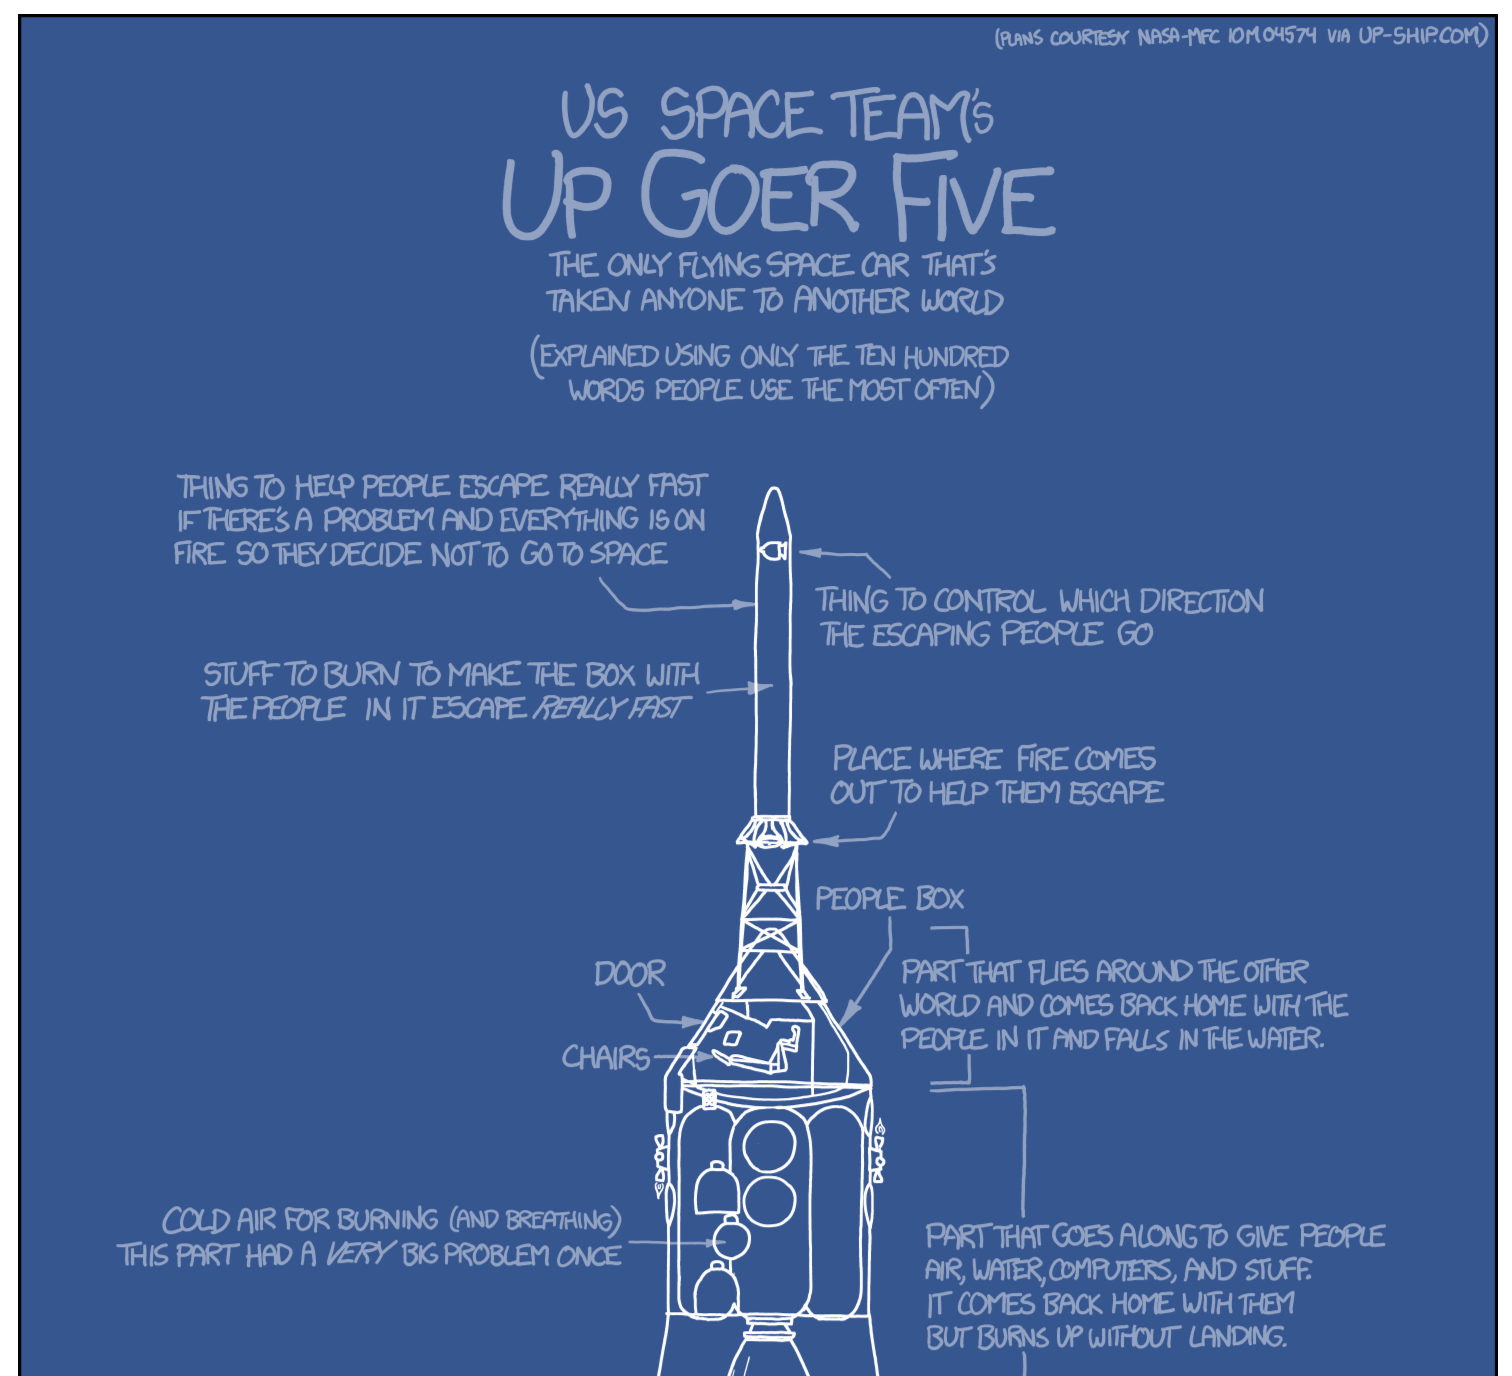 (PLANS COURTESY NASA-MFC 10M04574 VIA UP-SHIP.COM)
US SPACE TEAM'S
UP GOER FIVE
THE ONLY FLYING SPACE CAR THAT'S
TAKEN ANYONE TO ANOTHER WORLD
(EXPLAINED USING ONLY THE TEN HUNDRED
WORDS PEOPLE USE THE MOST OFTEN)
THING TO HELP PEOPLE ESCAPE REALLY FAST
IF THERE'S A PROBLEM AND EVERYTHING IS ON
FIRE SO THEY DECIDE NOT TO GO TO SPACE
THING TO CONTROL WHICH DIRECTION
THE ESCAPING PEOPLE GO
STUFF TO BURN TO MAKE THE BOX WITH
THE PEOPLE IN IT ESCAPE REALLY FAST
PLACE WHERE FIRE COMES
OUT TO HELP THEM ESCAPE
PEOPLE BOX
DOOR
PART THAT FLIES AROUND THE OTHER
WORLD AND COMES BACK HOME WITH THE
PEOPLE IN IT AND FALLS IN THE WATER.
CHAIRS
COLD AIR FOR BURNING (AND BREATHING)
THIS PART HAD A VERY BIG PROBLEM ONCE
PART THAT GOES ALONG TO GIVE PEOPLE
AIR, WATER, COMPUTERS, AND STUFF.
IT COMES BACK HOME WITH THEM
BUT BURNS UP WITHOUT LANDING.